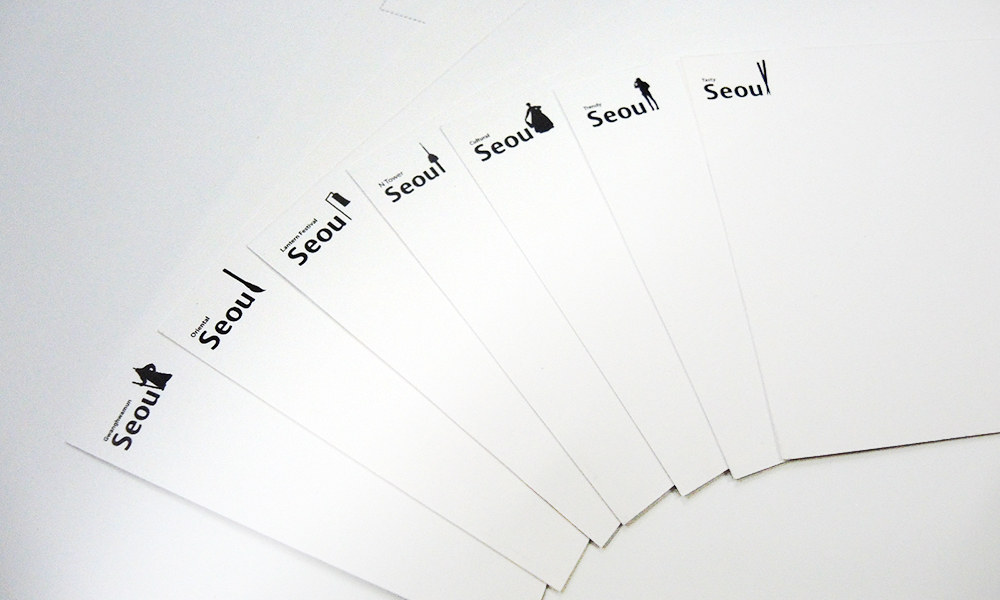 Gwanghwamun
Seoul
Oriental
Seoul
Lantern Festival
Seoul
N Tower
Seoul
Cultural
Seoul
Trendy
Seoul
Tasty
Seoul